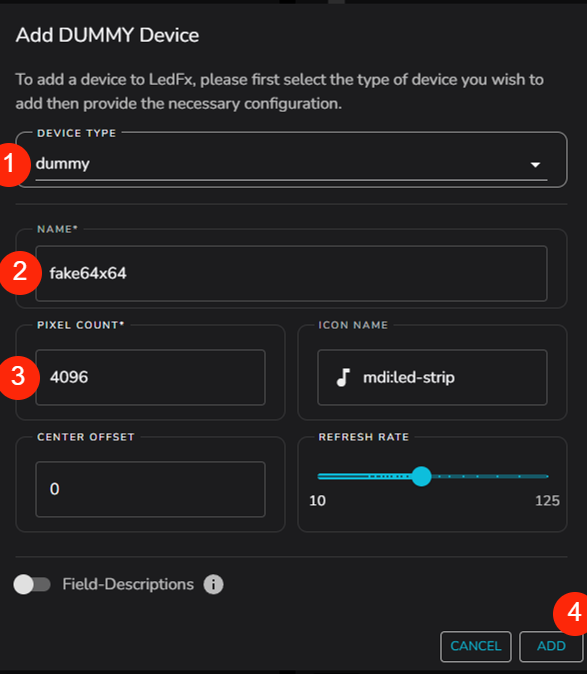 Add DUMMY Device
To add a device to LedFx, please first select the type of device you wish to
add then provide the necessary configuration.
DEVICE TYPE
1
dummy
NAME*
2
fake64x64
PIXEL COUNT*
3
4096
ICON NAME
mdi:led-strip
CENTER OFFSET
0
REFRESH RATE
10
125
Field-Descriptions
i
4
CANCEL
ADD